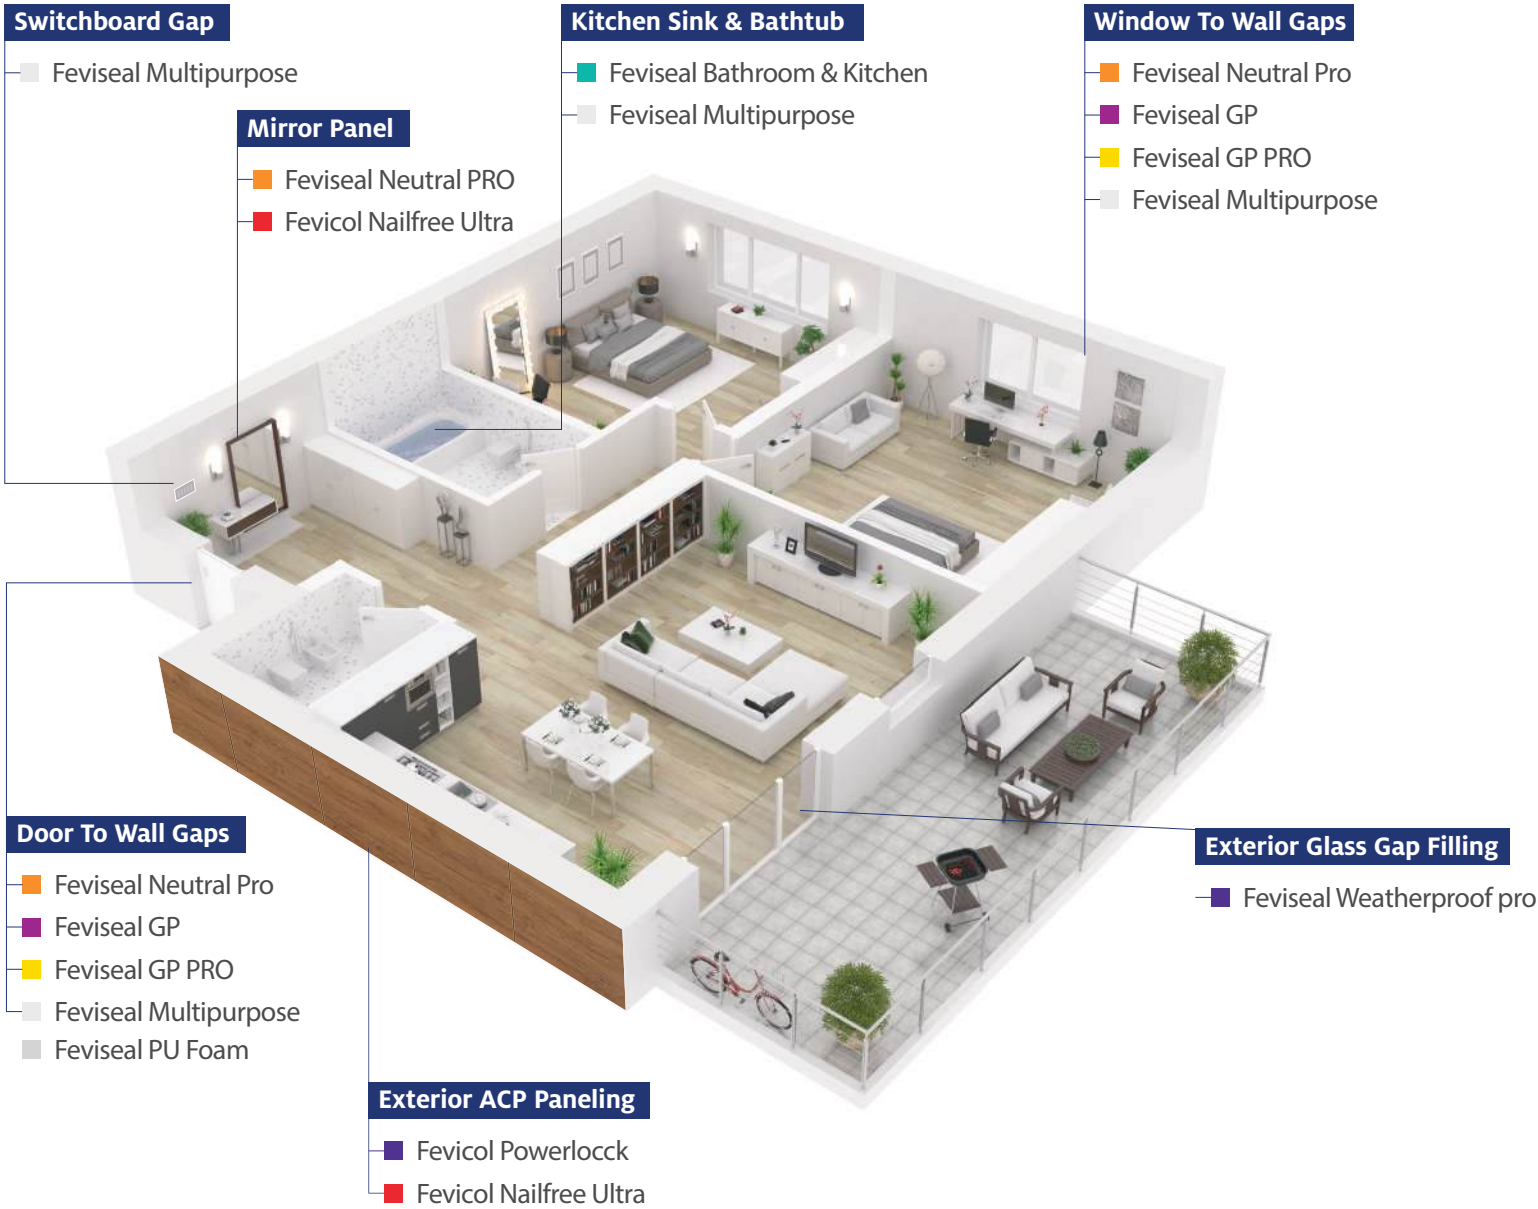 Switchboard Gap
Feviseal Multipurpose
Mirror Panel
Feviseal Neutral PRO
Fevicol Nailfree Ultra
Kitchen Sink & Bathtub
Feviseal Bathroom & Kitchen
Feviseal Multipurpose
Window To Wall Gaps
Feviseal Neutral Pro
Feviseal GP
Feviseal GP PRO
Feviseal Multipurpose
Door To Wall Gaps
Feviseal Neutral Pro
Feviseal GP
Feviseal GP PRO
Feviseal Multipurpose
Feviseal PU Foam
Exterior Glass Gap Filling
Feviseal Weatherproof pro
Exterior ACP Paneling
Fevicol Powerlocck
Fevicol Nailfree Ultra